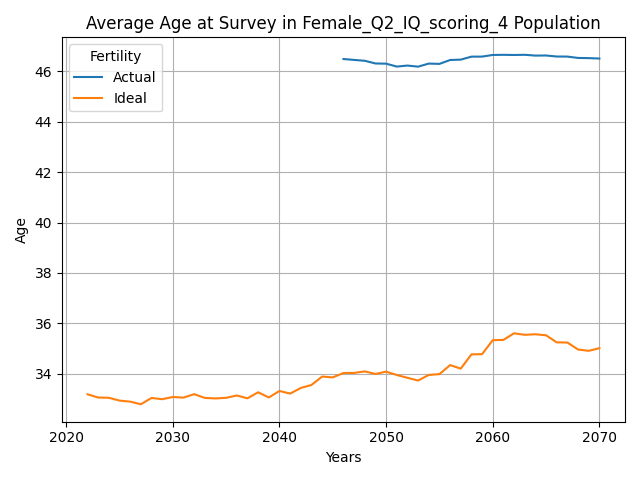 Average Age at Survey in Female_Q2_IQ_scoring_4 Population
Fertility
Actual
Ideal
46
44
42
40
38
36
34
Age
2020
2030
2040
2050
2060
2070
Years